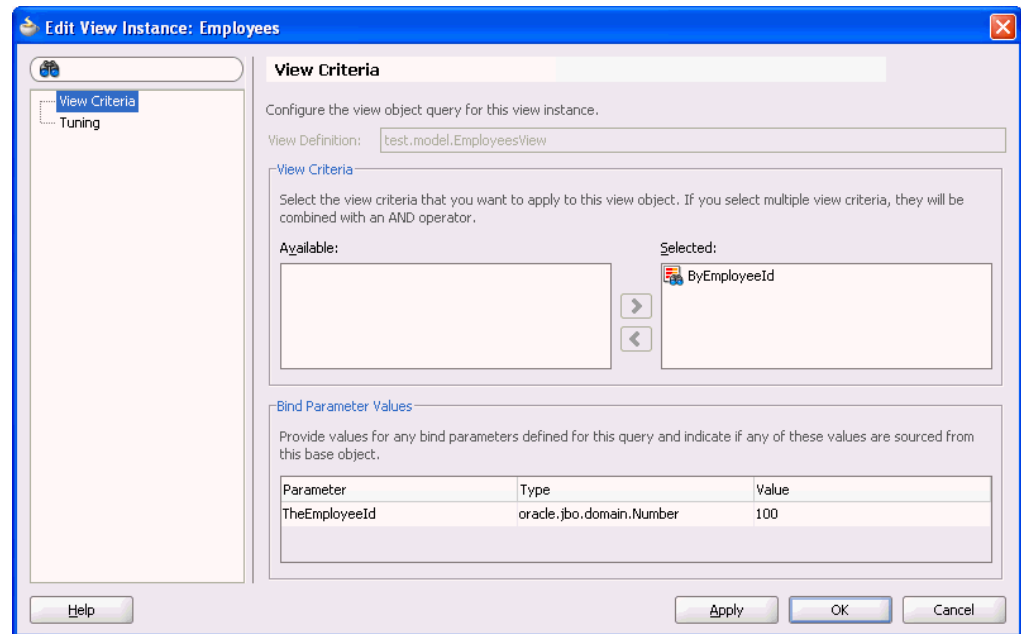 Edit View Instance: Employees
View Criteria
Tuning
View Criteria
Configure the view object query for this view instance.
View Definition: test.model.EmployeesView
View Criteria
Select the view criteria that you want to apply to this view object. If you select multiple view criteria, they will be
combined with an AND operator.
Available: Selected:
ByEmployeeId
Bind Parameter Values
Provide values for any bind parameters defined for this query and indicate if any of these values are sourced from
this base object.
Parameter Type Value
TheEmployeeId oracle.jbo.domain.Number 100
Help Apply OK Cancel